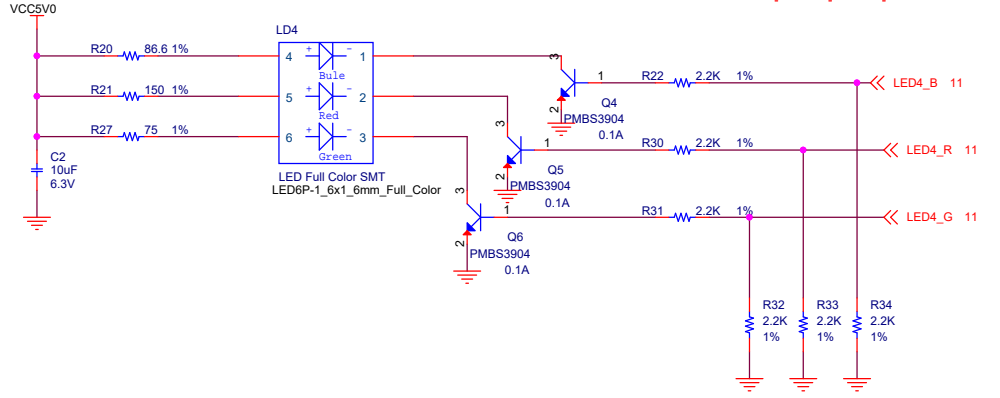 VCC5V0
LD4
R20 86.6 1% 4 + - 1 3
Bule
1 R22 2.2K 1% LED4_B 11
2 Q4
PMBS3904
0.1A
R21 150 1% 5 + - 2
Red
3
R27 75 1% 6 + - 3
Green
1 R30 2.2K 1% LED4_R 11
2 Q5
PMBS3904
0.1A
C2
10uF
6.3V
LED Full Color SMT
LED6P-1_6x1_6mm_Full_Color
3
1 R31 2.2K 1% LED4_G 11
2 Q6
PMBS3904
0.1A
R32 R33 R34
2.2K 2.2K 2.2K
1% 1% 1%